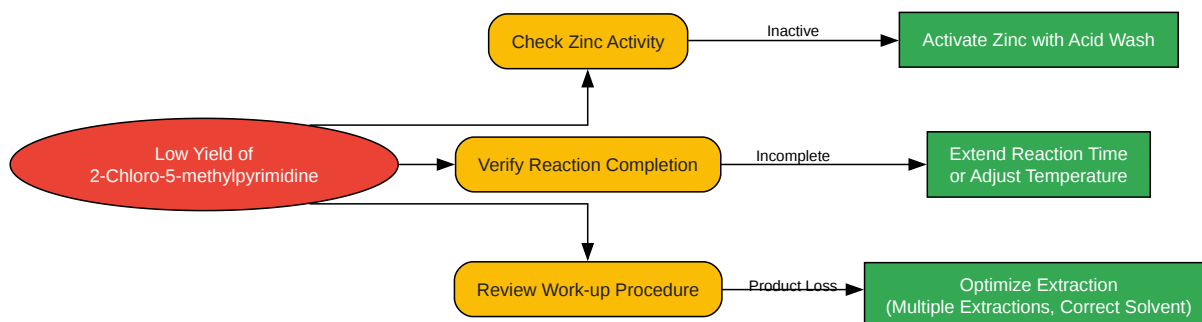 Check Zinc Activity
Inactive
Activate Zinc with Acid Wash
Low Yield of
2-Chloro-5-methylpyrimidine
Verify Reaction Completion
Incomplete
Extend Reaction Time
or Adjust Temperature
Review Work-up Procedure
Product Loss
Optimize Extraction
(Multiple Extractions, Correct Solvent)